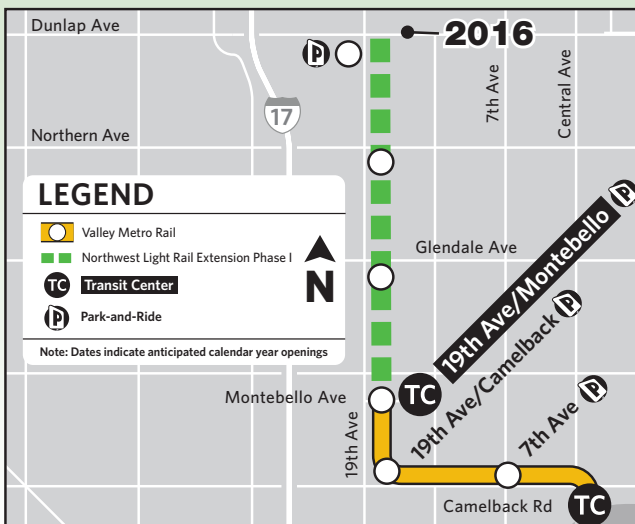 Dunlap Ave
2016
P
17
7th Ave
Central Ave
Northern Ave
LEGEND
Valley Metro Rail
Northwest Light Rail Extension Phase I
TC Transit Center
P Park-and-Ride
N
Note: Dates indicate anticipated calendar year openings
Glendale Ave
19th Ave/Montebello P
19th Ave/Camelback P
7th Ave P
Montebello Ave
TC
19th Ave
Camelback Rd
TC